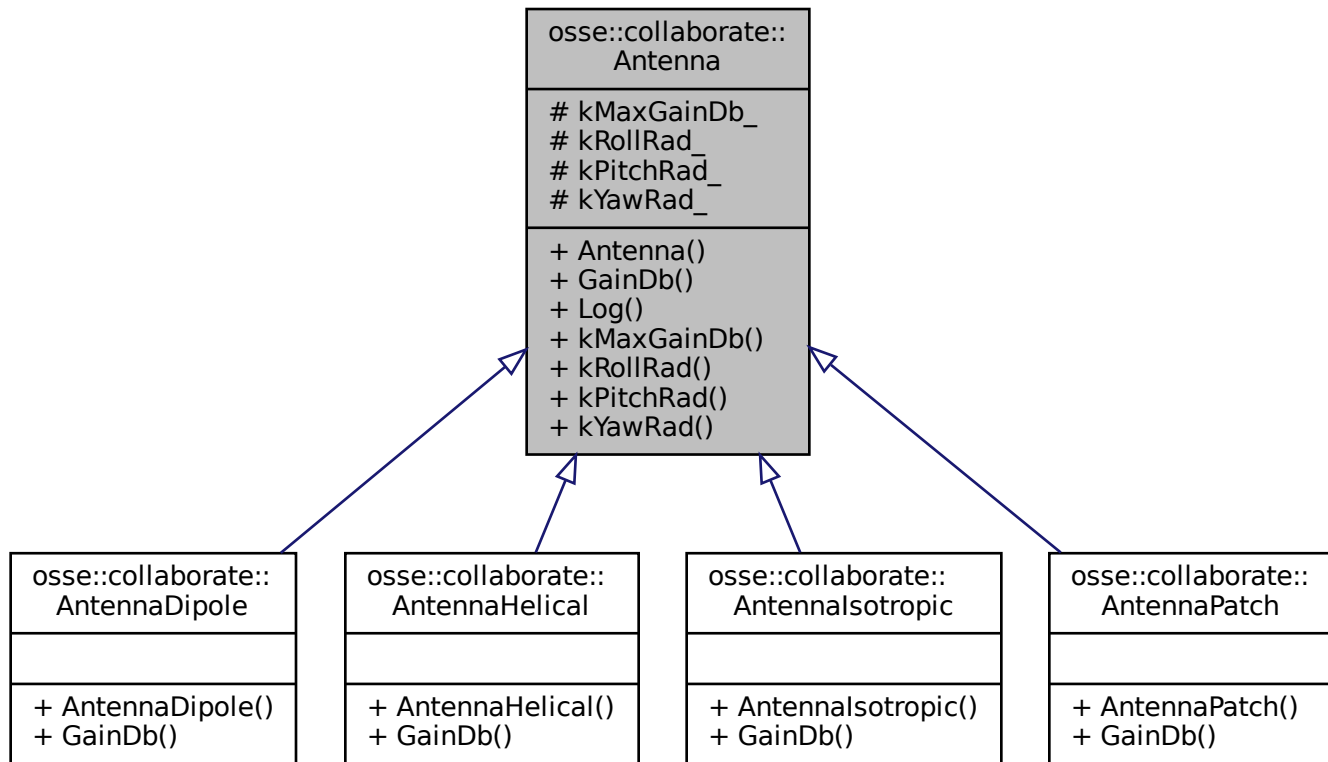 osse::collaborate::
Antenna
# kMaxGainDb_
# kRollRad_
# kPitchRad_
# kYawRad_
+ Antenna()
+ GainDb()
+ Log()
+ kMaxGainDb()
+ kRollRad()
+ kPitchRad()
+ kYawRad()
osse::collaborate::
AntennaDipole
+ AntennaDipole()
+ GainDb()
osse::collaborate::
AntennaHelical
+ AntennaHelical()
+ GainDb()
osse::collaborate::
AntennaIsotropic
+ AntennaIsotropic()
+ GainDb()
osse::collaborate::
AntennaPatch
+ AntennaPatch()
+ GainDb()